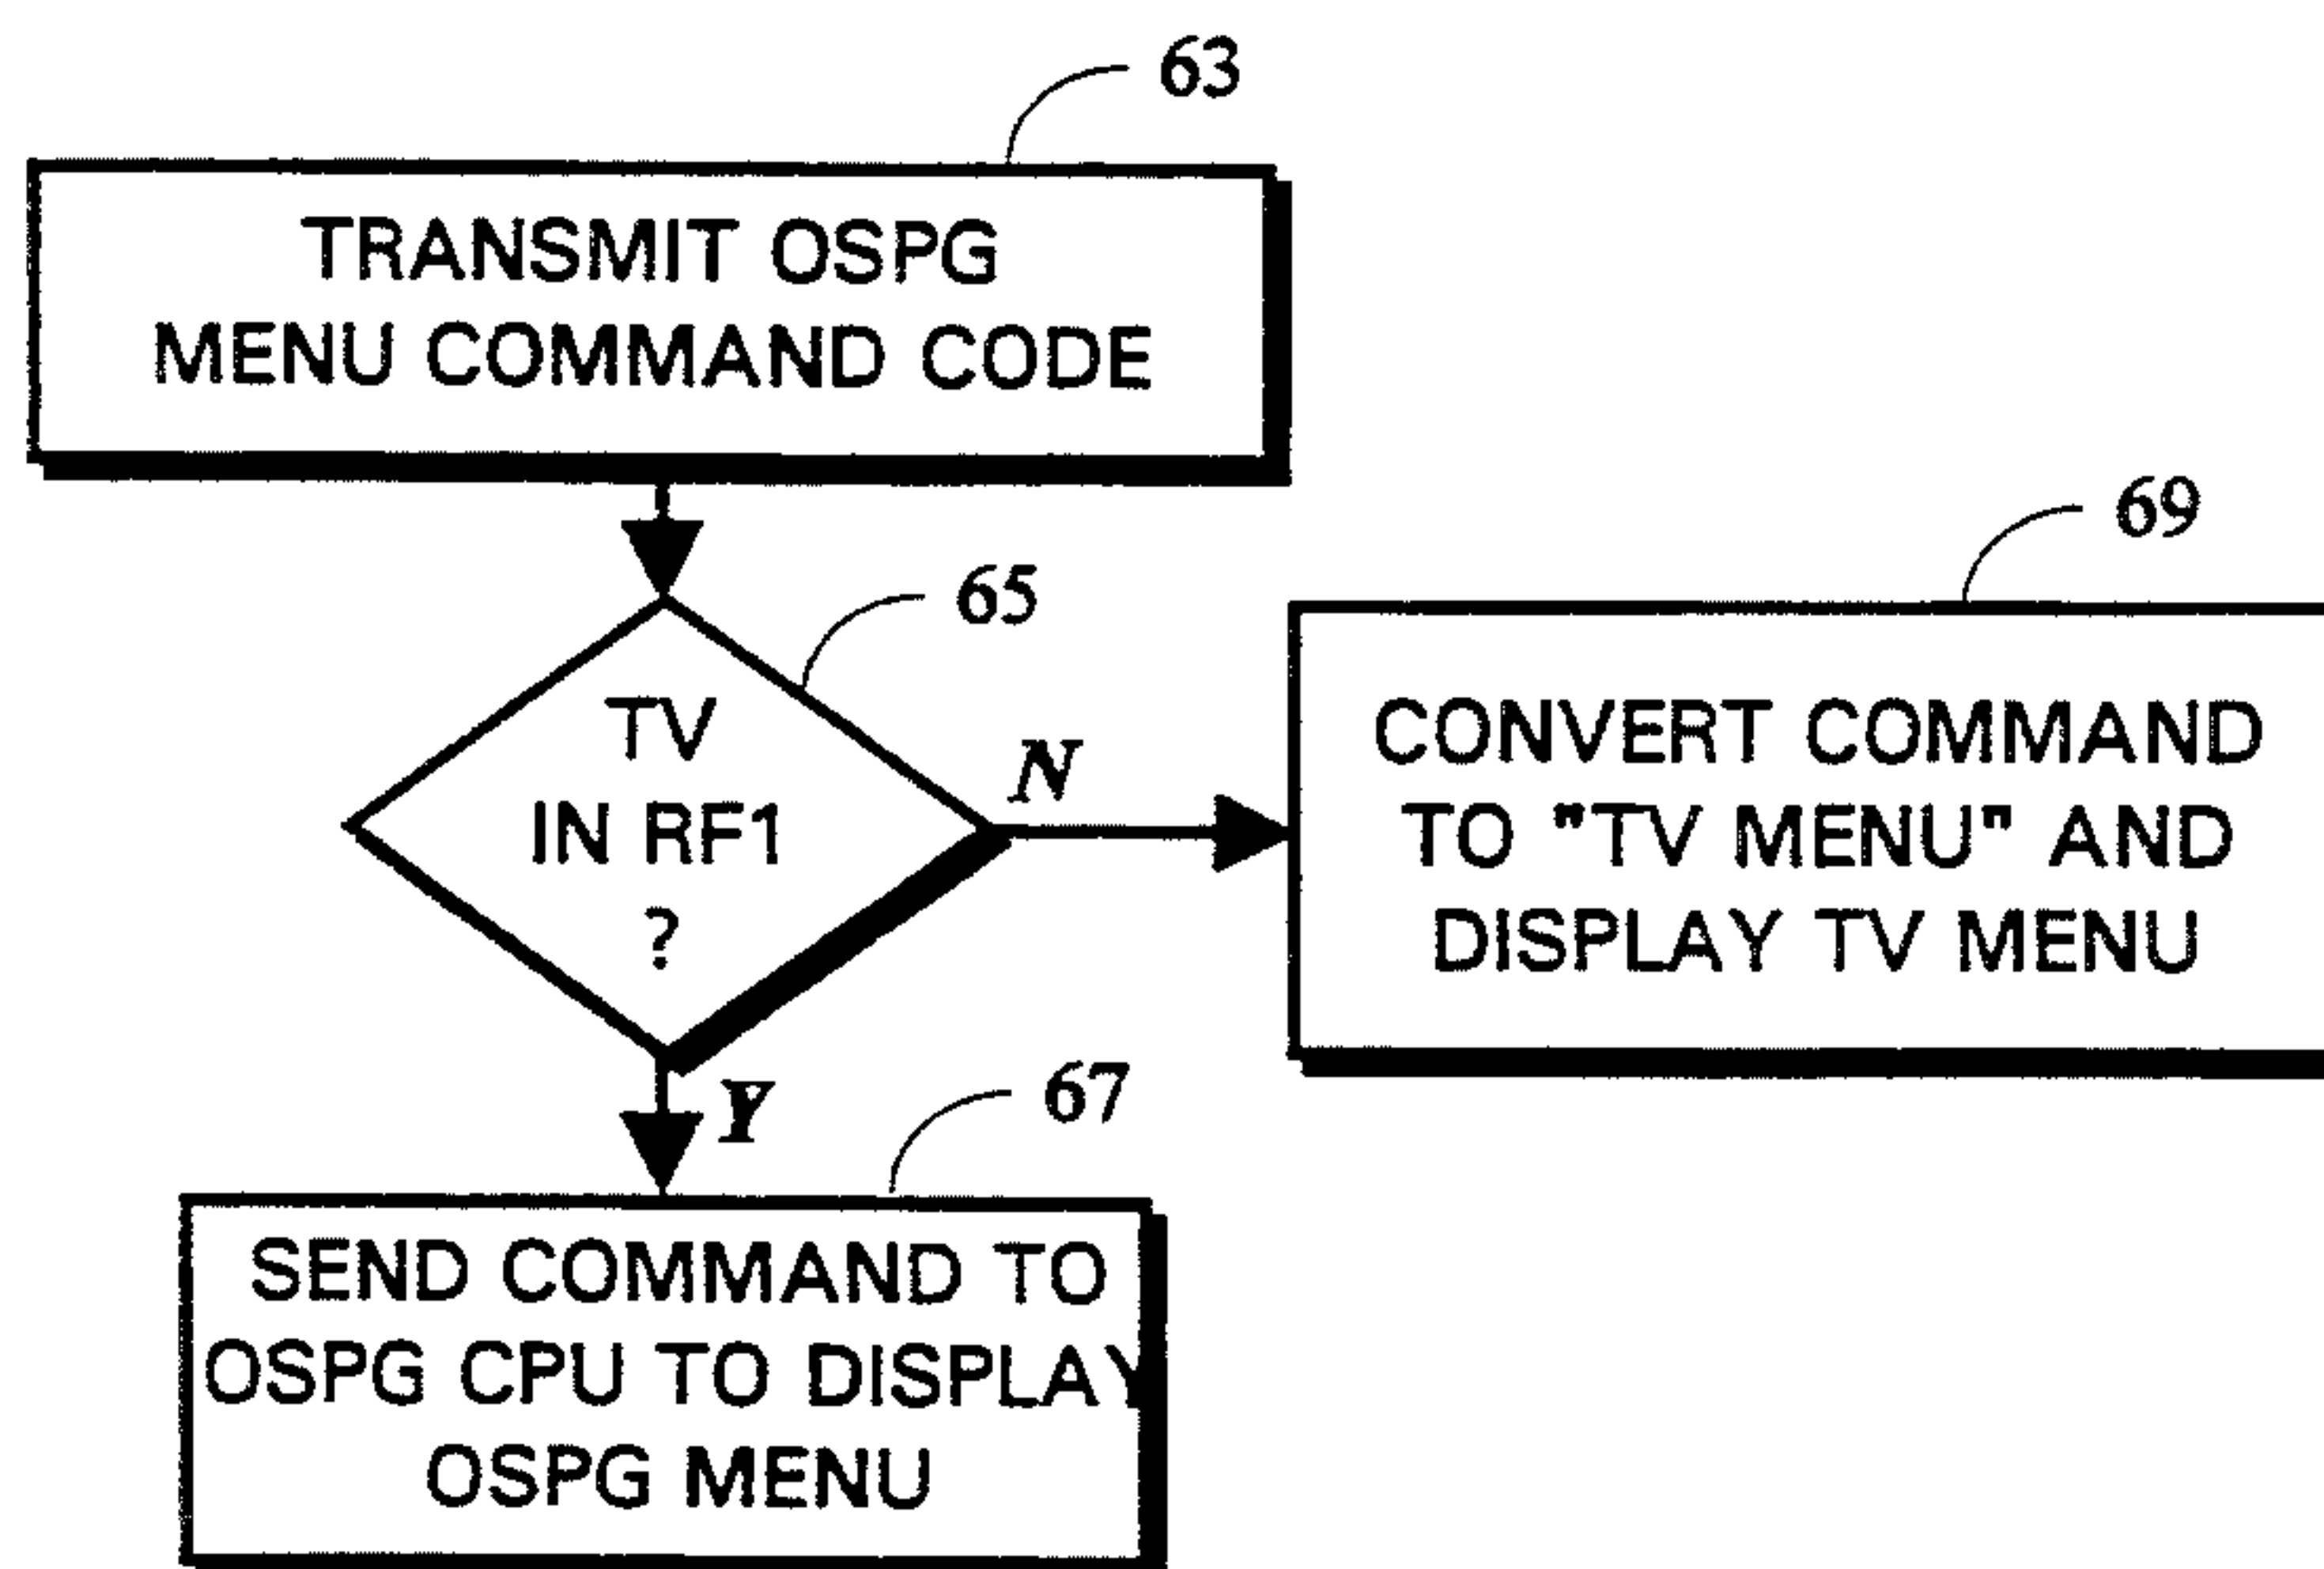 63
TRANSMIT OSPG
MENU COMMAND CODE
65
TV
IN RF1
?
N
69
CONVERT COMMAND
TO "TV MENU" AND
DISPLAY TV MENU
Y
67
SEND COMMAND TO
OSPG CPU TO DISPLAY
OSPG MENU